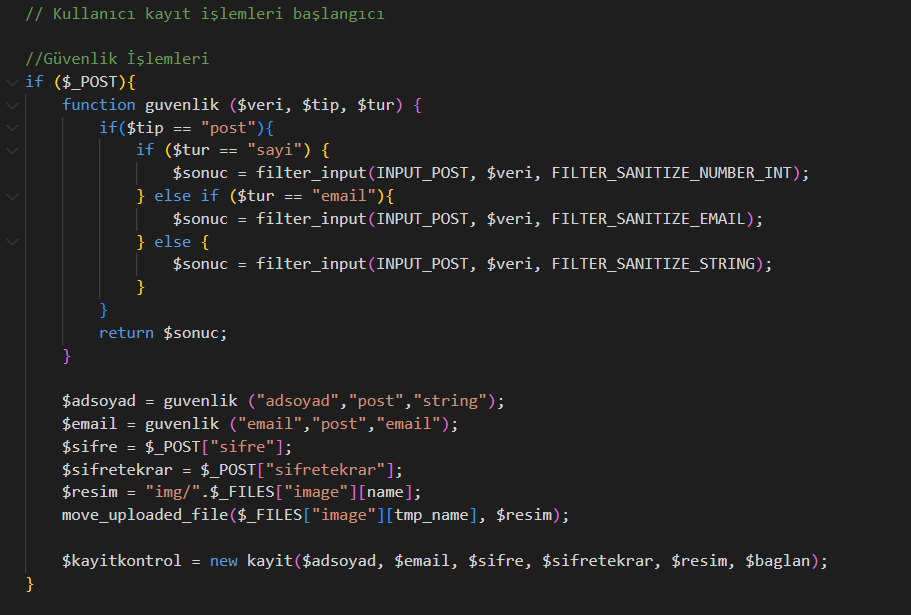 // Kullanıcı kayıt işlemleri başlangıcı
//Güvenlik İşlemleri
if ($_POST){
function guvenlik ($veri, $tip, $tur) {
if($tip == "post"){
if ($tur == "sayi") {
$sonuc = filter_input(INPUT_POST, $veri, FILTER_SANITIZE_NUMBER_INT);
} else if ($tur == "email"){
$sonuc = filter_input(INPUT_POST, $veri, FILTER_SANITIZE_EMAIL);
} else {
$sonuc = filter_input(INPUT_POST, $veri, FILTER_SANITIZE_STRING);
}
}
return $sonuc;
}
$adsoyad = guvenlik ("adsoyad","post","string");
$email = guvenlik ("email","post","email");
$sifre = $_POST["sifre"];
$sifretekrar = $_POST["sifretekrar"];
$resim = "img/".$_FILES["image"][name];
move_uploaded_file($_FILES["image"][tmp_name], $resim);
$kayitkontrol = new kayit($adsoyad, $email, $sifre, $sifretekrar, $resim, $baglan);
}